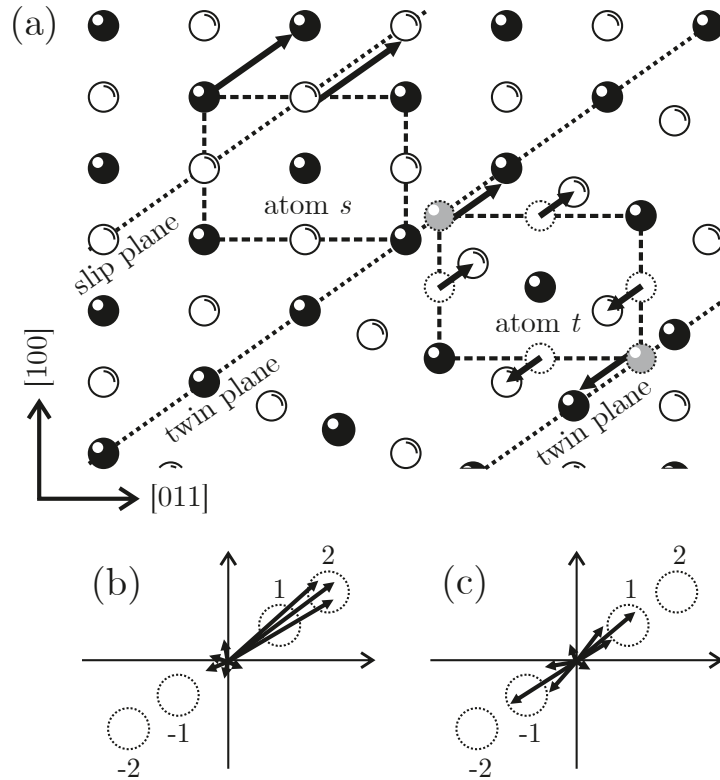 (a)
atom s
slip plane
atom t
[100]
twin plane
twin plane
[011]
(b)
2
1
-1
-2
(c)
2
1
-1
-2